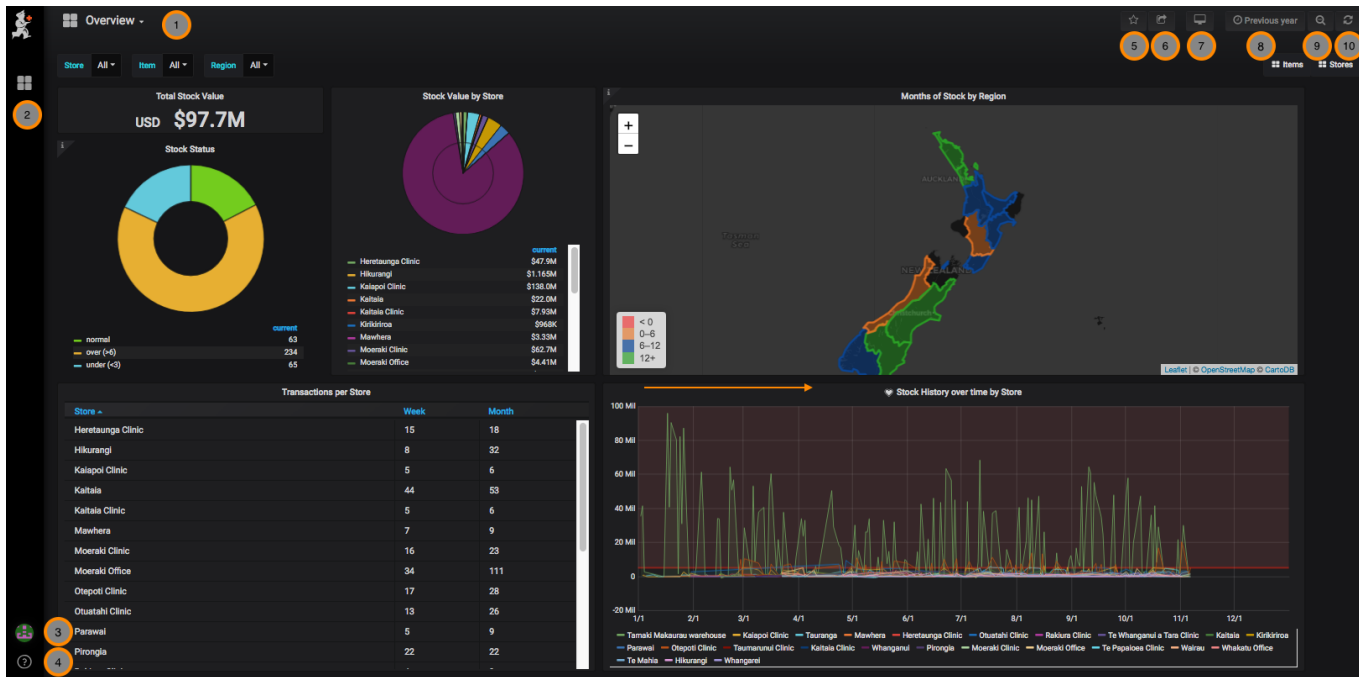 Overview
1
5
6
7
Previous year
8
9
10
Store All Item All Region All
Items Stores
2
Total Stock Value
USD $97.7M
Stock Status
current
normal 63
over (>6) 234
under (<3) 65
Stock Value by Store
current
Heretaunga Clinic $47.9M
Hikurangi $1.165M
Kaiapoi Clinic $138.0M
Kaitaia $22.0M
Kaitaia Clinic $7.93M
Kirikiriroa $968K
Mawhera $3.33M
Moeraki Clinic $62.7M
Moeraki Office $4.41M
Months of Stock by Region
+
−
AUCKLAND
Tasman Sea
NEW ZEALAND
< 0
0–6
6–12
12+
Leaflet | © OpenStreetMap © CartoDB
Transactions per Store
Store Week Month
Heretaunga Clinic 15 18
Hikurangi 8 32
Kaiapoi Clinic 5 6
Kaitaia 44 53
Kaitaia Clinic 5 6
Mawhera 7 9
Moeraki Clinic 16 23
Moeraki Office 34 111
Otepoti Clinic 17 28
Otuatahi Clinic 13 26
Parawai 5 9
Pirongia 22 22
3
4
?
Stock History over time by Store
100 Mil
80 Mil
60 Mil
40 Mil
20 Mil
0
-20 Mil
1/1 2/1 3/1 4/1 5/1 6/1 7/1 8/1 9/1 10/1 11/1 12/1
Tamaki Makaurau warehouse Kaiapoi Clinic Tauranga Mawhera Heretaunga Clinic Otuatahi Clinic Rakiura Clinic Te Whanganui a Tara Clinic Kaitaia Kirikiriroa
Parawai Otepoti Clinic Taumarunui Clinic Kaitaia Clinic Whanganui Pirongia Moeraki Clinic Moeraki Office Te Papaioea Clinic Wairau Whakatu Office
Te Mahia Hikurangi Whangarei